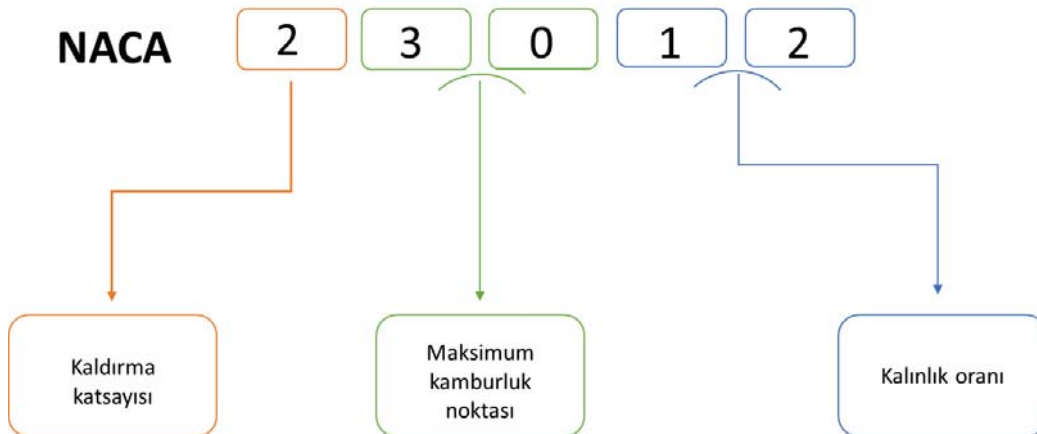 NACA 2 3 0 1 2
Kaldırma
katsayısı
Maksimum
kamburluk
noktası
Kalınlık oranı